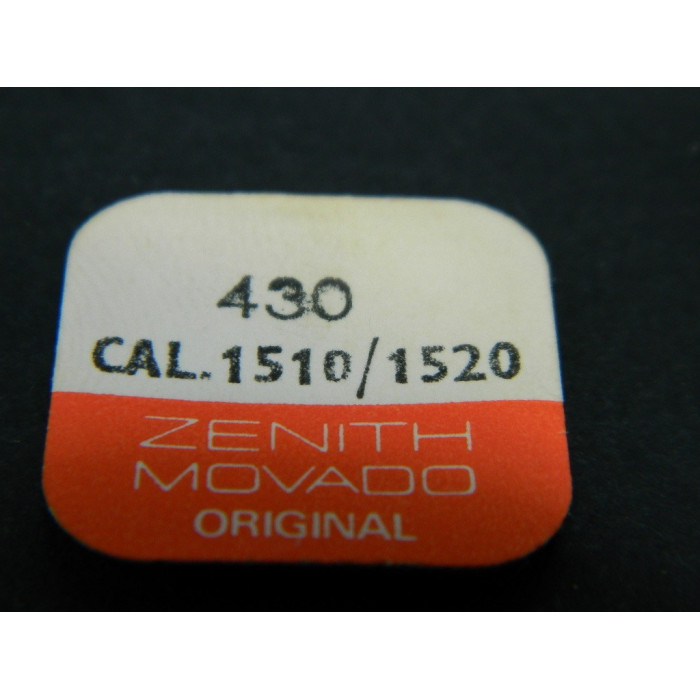 430
CAL.1510/1520
ZENITH
MOVADO
ORIGINAL